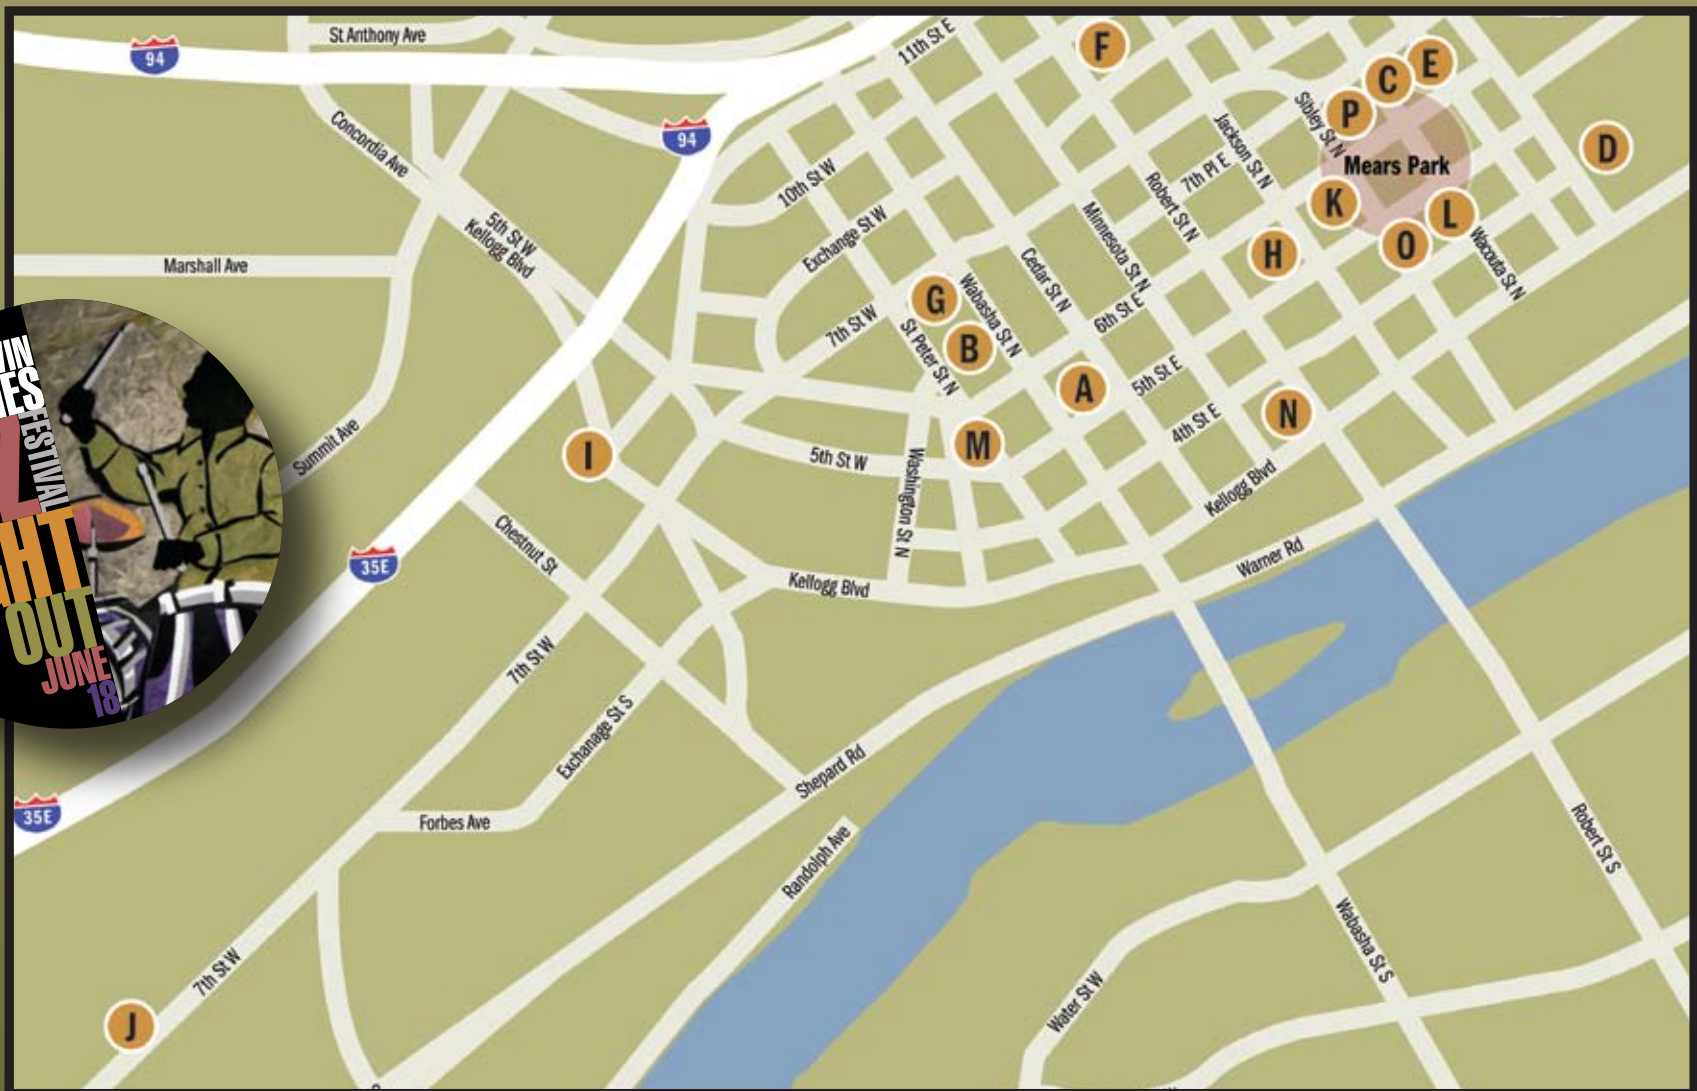 St Anthony Ave
94
11th St E
F
E
C
P
Sibley St N
D
94
Concordia Ave
Jackson St N
Mears Park
10th St W
7th Pl E
Robert St N
K
L
5th St W
Kellogg Blvd
Exchange St W
Minnesota St N
O
H
Wacouta St N
Marshall Ave
Cedar St N
G
Wabasha St N
6th St E
7th St W
St Peter St N
B
A
5th St E
N
4th St E
Summit Ave
I
M
5th St W
Washington St N
Kellogg Blvd
Chestnut St
35E
Warner Rd
Kellogg Blvd
FESTIVAL
OUT
JUNE
18
7th St W
Exchanage St S
Shepard Rd
35E
Forbes Ave
Randolph Ave
Robert St S
Wabasha St S
7th St W
Water St W
J